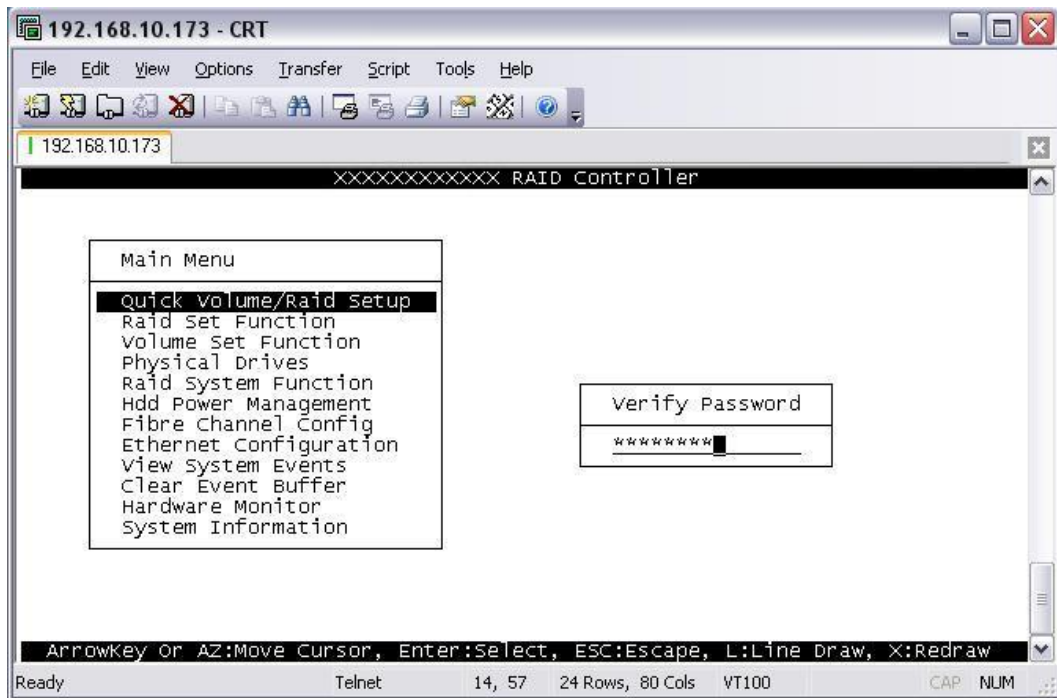 192.168.10.173 - CRT
File Edit View Options Transfer Script Tools Help
192.168.10.173
XXXXXXXXXXXX RAID Controller
Main Menu
Quick Volume/Raid Setup
Raid Set Function
Volume Set Function
Physical Drives
Raid System Function
Hdd Power Management
Fibre Channel Config
Ethernet Configuration
View System Events
Clear Event Buffer
Hardware Monitor
System Information
Verify Password
********
ArrowKey Or AZ:Move Cursor, Enter:Select, ESC:Escape, L:Line Draw, X:Redraw
Ready Telnet 14, 57 24 Rows, 80 Cols VT100 CAP NUM